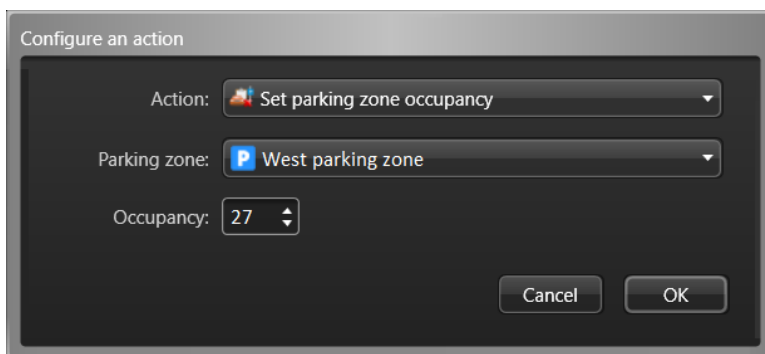 Configure an action
Action: Set parking zone occupancy
Parking zone: P West parking zone
Occupancy: 27
Cancel OK